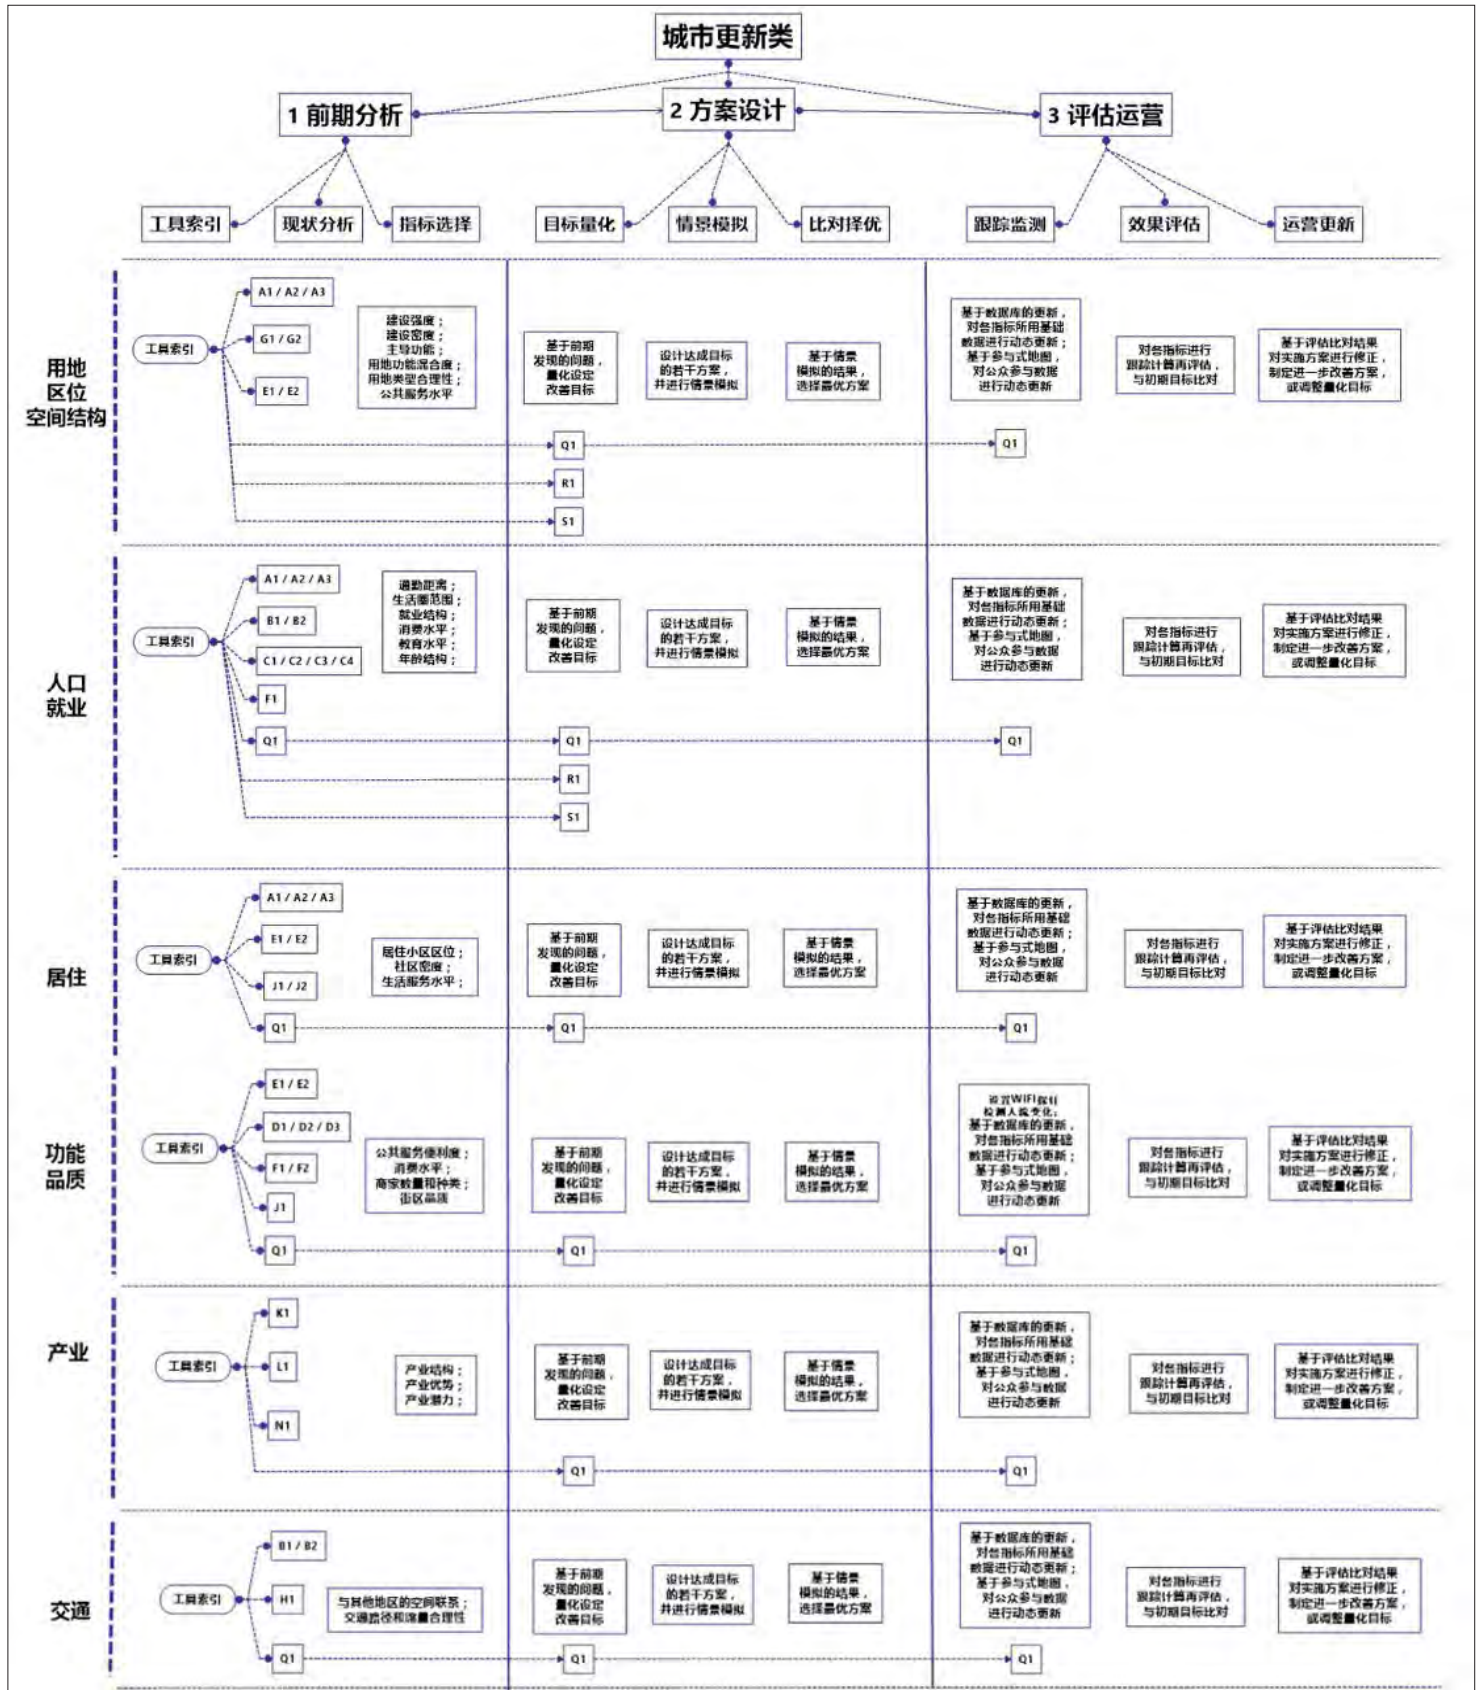 城市更新类
1 前期分析
2 方案设计
3 评估运营
工具索引
现状分析
指标选择
目标量化
情景模拟
比对择优
跟踪监测
效果评估
运营更新
用地
区位
空间结构
工具索引
A1 / A2 / A3
G1 / G2
E1 / E2
建设强度；
建设密度；
主导功能；
用地功能混合度；
用地类型合理性；
公共服务水平
基于前期
发现的问题，
量化设定
改善目标
设计达成目标
的若干方案，
并进行情景模拟
基于情景
模拟的结果，
选择最优方案
基于数据库的更新，
对各指标所用基础
数据进行动态更新；
基于参与式地图，
对公众参与数据
进行动态更新
对各指标进行
跟踪计算再评估，
与初期目标比对
基于评估比对结果
对实施方案进行修正，
制定进一步改善方案，
或调整量化目标
Q1
Q1
R1
S1
人口
就业
工具索引
A1 / A2 / A3
B1 / B2
C1 / C2 / C3 / C4
F1
Q1
通勤距离；
生活圈范围；
就业结构；
消费水平；
教育水平；
年龄结构；
基于前期
发现的问题，
量化设定
改善目标
设计达成目标
的若干方案，
并进行情景模拟
基于情景
模拟的结果，
选择最优方案
基于数据库的更新，
对各指标所用基础
数据进行动态更新；
基于参与式地图，
对公众参与数据
进行动态更新
对各指标进行
跟踪计算再评估，
与初期目标比对
基于评估比对结果
对实施方案进行修正，
制定进一步改善方案，
或调整量化目标
Q1
Q1
R1
S1
居住
工具索引
A1 / A2 / A3
E1 / E2
J1 / J2
Q1
居住小区区位；
社区密度；
生活服务水平；
基于前期
发现的问题，
量化设定
改善目标
设计达成目标
的若干方案，
并进行情景模拟
基于情景
模拟的结果，
选择最优方案
基于数据库的更新，
对各指标所用基础
数据进行动态更新；
基于参与式地图，
对公众参与数据
进行动态更新
对各指标进行
跟踪计算再评估，
与初期目标比对
基于评估比对结果
对实施方案进行修正，
制定进一步改善方案，
或调整量化目标
Q1
Q1
功能
品质
工具索引
E1 / E2
D1 / D2 / D3
F1 / F2
J1
Q1
公共服务便利度；
消费水平；
商家数量和种类；
街区品质
基于前期
发现的问题，
量化设定
改善目标
设计达成目标
的若干方案，
并进行情景模拟
基于情景
模拟的结果，
选择最优方案
设置WIFI探针
检测人流变化；
基于数据库的更新，
对各指标所用基础
数据进行动态更新；
基于参与式地图，
对公众参与数据
进行动态更新
对各指标进行
跟踪计算再评估，
与初期目标比对
基于评估比对结果
对实施方案进行修正，
制定进一步改善方案，
或调整量化目标
Q1
Q1
产业
工具索引
K1
L1
N1
产业结构；
产业优势；
产业潜力；
基于前期
发现的问题，
量化设定
改善目标
设计达成目标
的若干方案，
并进行情景模拟
基于情景
模拟的结果，
选择最优方案
基于数据库的更新，
对各指标所用基础
数据进行动态更新；
基于参与式地图，
对公众参与数据
进行动态更新
对各指标进行
跟踪计算再评估，
与初期目标比对
基于评估比对结果
对实施方案进行修正，
制定进一步改善方案，
或调整量化目标
Q1
Q1
交通
工具索引
B1 / B2
H1
Q1
与其他地区的空间联系；
交通路径和流量合理性
基于前期
发现的问题，
量化设定
改善目标
设计达成目标
的若干方案，
并进行情景模拟
基于情景
模拟的结果，
选择最优方案
基于数据库的更新，
对各指标所用基础
数据进行动态更新；
基于参与式地图，
对公众参与数据
进行动态更新
对各指标进行
跟踪计算再评估，
与初期目标比对
基于评估比对结果
对实施方案进行修正，
制定进一步改善方案，
或调整量化目标
Q1
Q1